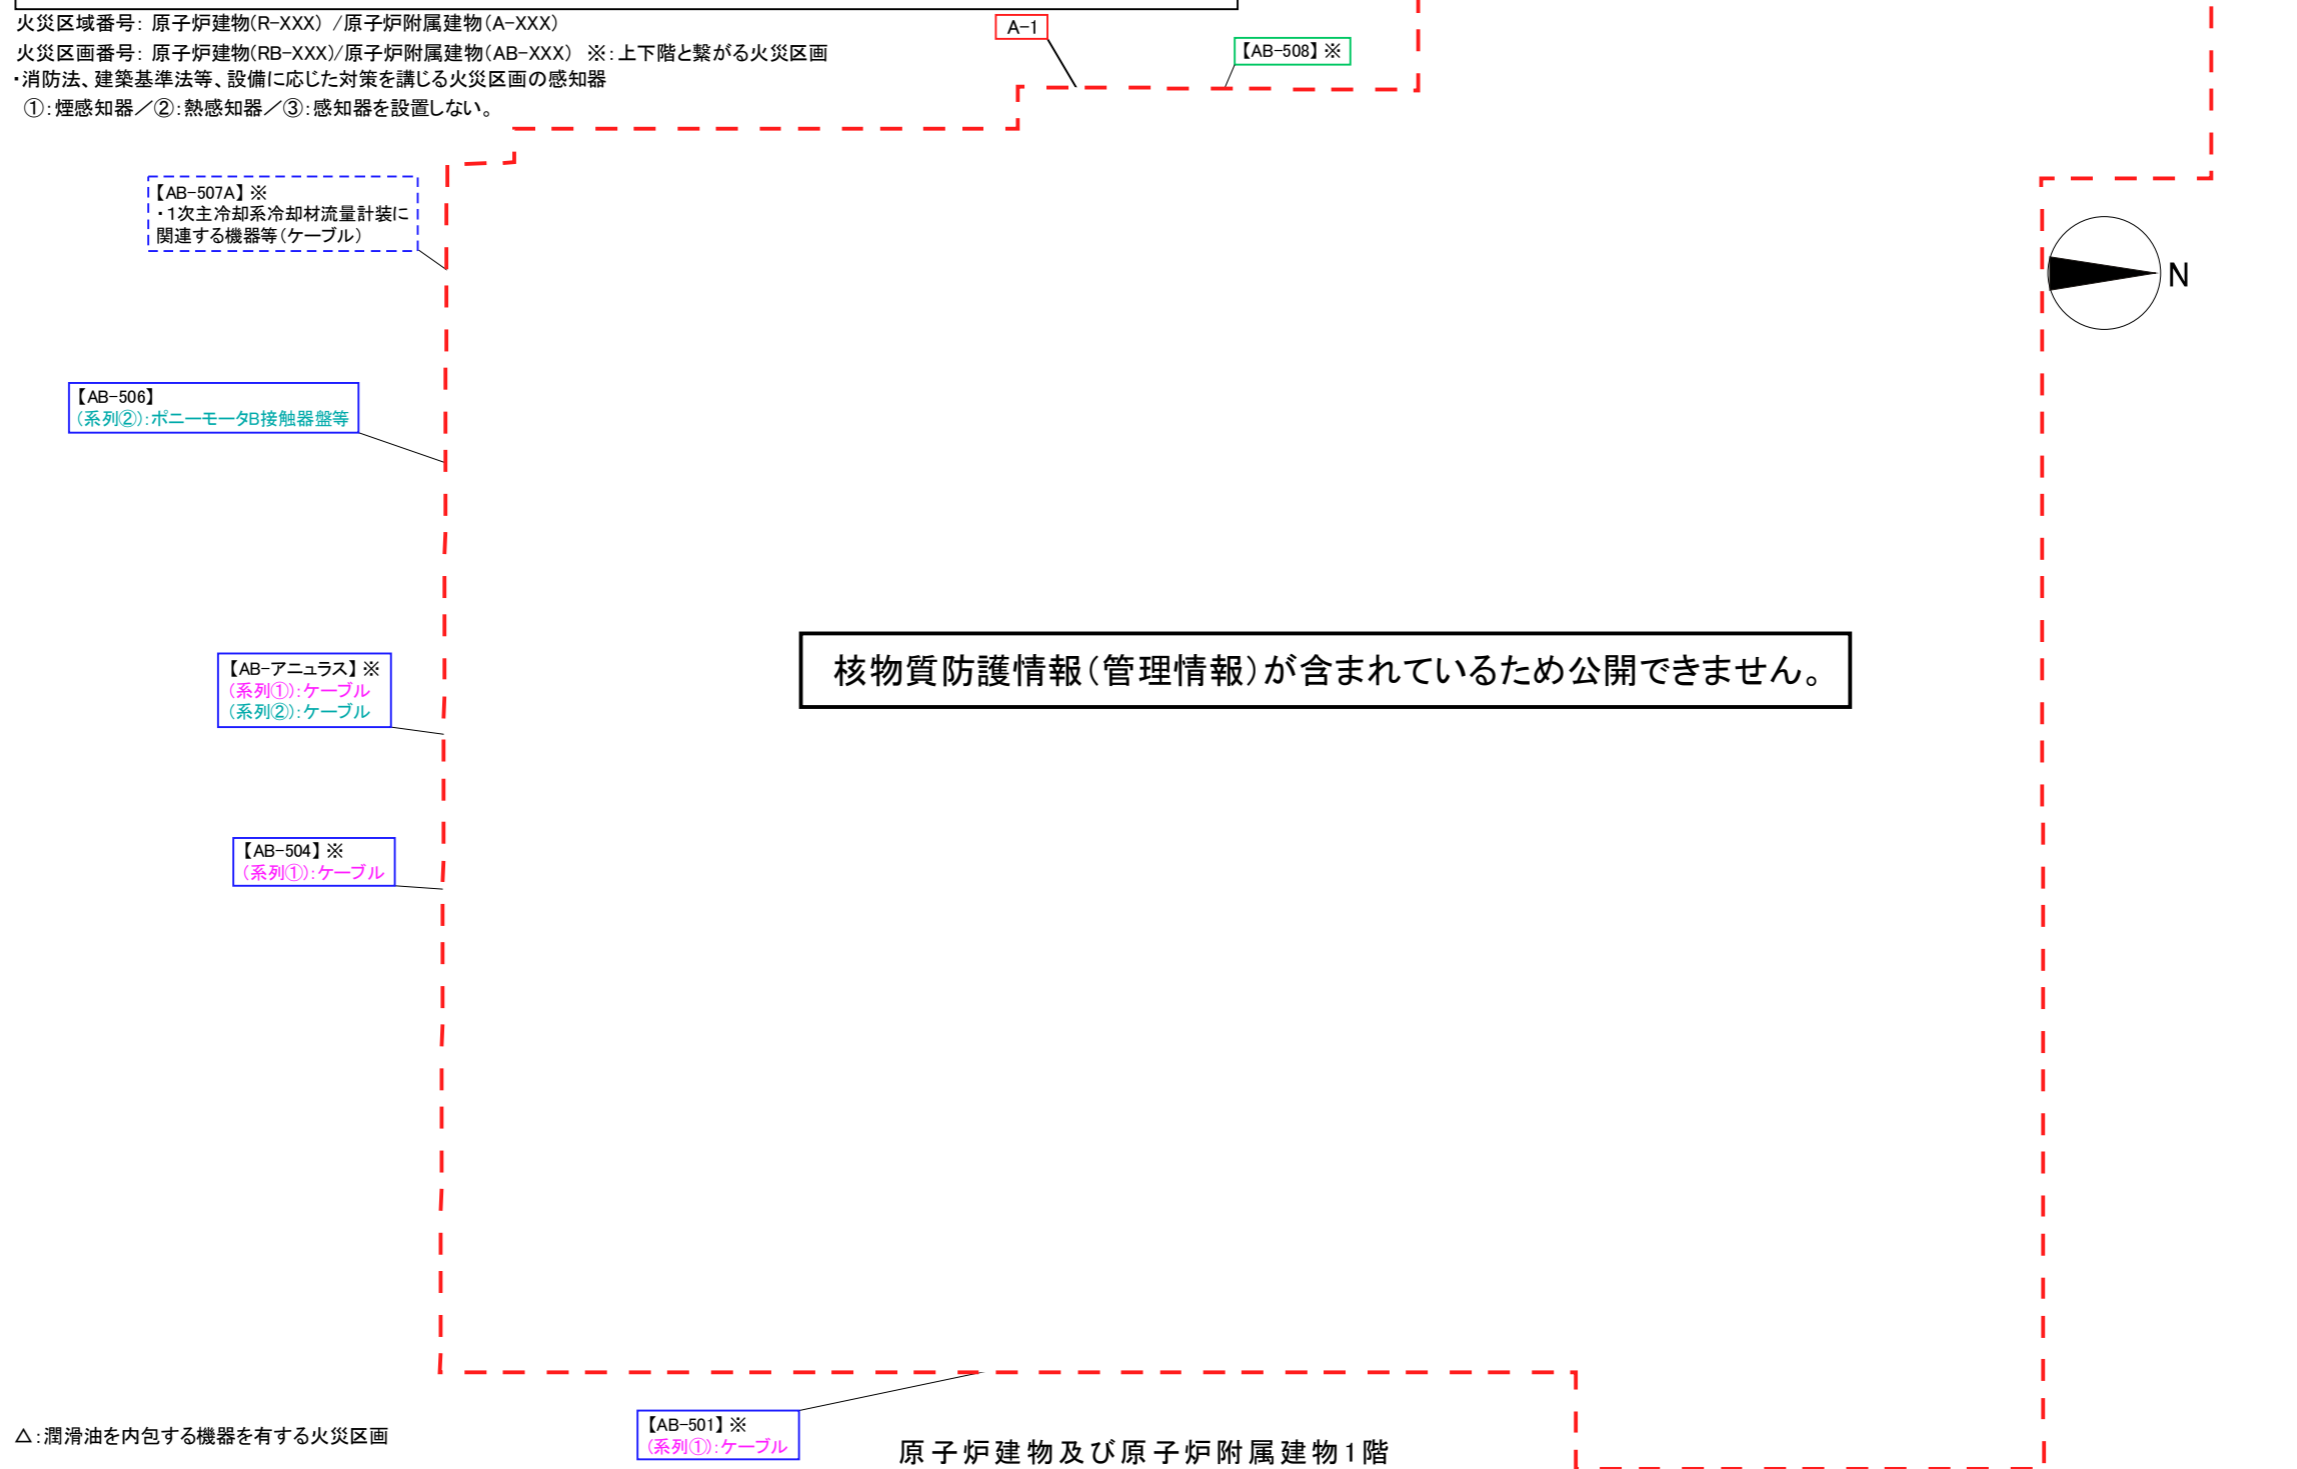 火災区域番号: 原子炉建物(R-XXX) /原子炉附属建物(A-XXX)
火災区画番号: 原子炉建物(RB-XXX)/原子炉附属建物(AB-XXX) ※:上下階と繋がる火災区画
・消防法、建築基準法等、設備に応じた対策を講じる火災区画の感知器
①:煙感知器/②:熱感知器/③:感知器を設置しない。
A-1
【AB-508】※
【AB-507A】※
・1次主冷却系冷却材流量計装に
関連する機器等(ケーブル)
N
【AB-506】
(系列②):ポニーモータB接触器盤等
【AB-アニュラス】※
(系列①):ケーブル
(系列②):ケーブル
核物質防護情報(管理情報)が含まれているため公開できません。
【AB-504】※
(系列①):ケーブル
【AB-501】※
(系列①):ケーブル
△:潤滑油を内包する機器を有する火災区画
原子炉建物及び原子炉附属建物1階